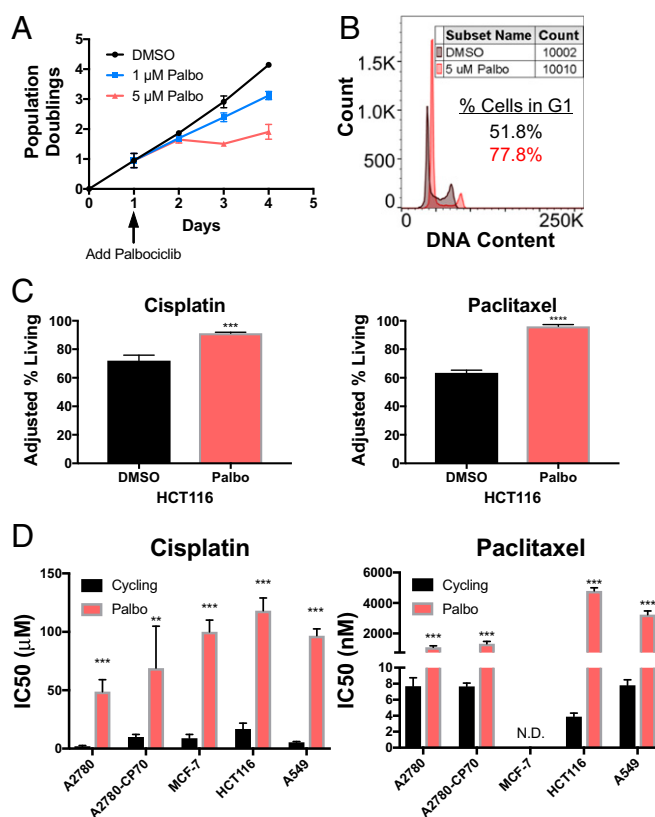 A
DMSO
1 µM Palbo
5 µM Palbo
Population
Doublings
5
4
3
2
1
0
0 1 2 3 4 5
Days
Add Palbociclib
B
Subset Name Count
DMSO 10002
5 uM Palbo 10010
% Cells in G1
51.8%
77.8%
Count
1.5K
1.0K
500
0
0 250K
DNA Content
C
Cisplatin
Adjusted % Living
100
80
60
40
20
0
***
DMSO Palbo
HCT116
Paclitaxel
Adjusted % Living
100
80
60
40
20
0
****
DMSO Palbo
HCT116
D
Cisplatin
Cycling
Palbo
IC50 (µM)
150
100
50
0
*** ** *** *** ***
A2780 A2780-CP70 MCF-7 HCT116 A549
Paclitaxel
Cycling
Palbo
IC50 (nM)
6000
4000
2000
8
6
4
2
0
*** *** N.D. *** ***
A2780 A2780-CP70 MCF-7 HCT116 A549